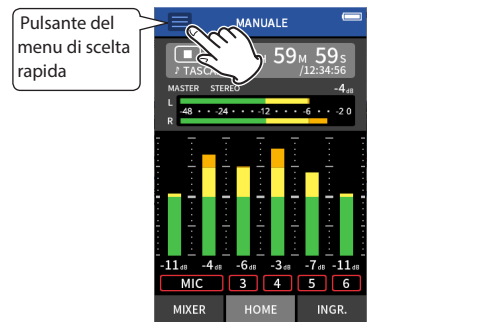 Pulsante del
menu di scelta
rapida
MANUALE
59M 59s
♪ TASCA
/12:34:56
MASTER STEREO -4dB
L
-48 · · -24 · · · · -12 · · · · -6 · · -2 0
R
-11dB -4dB -6dB -3dB -7dB -11dB
MIC 3 4 5 6
MIXER HOME INGR.